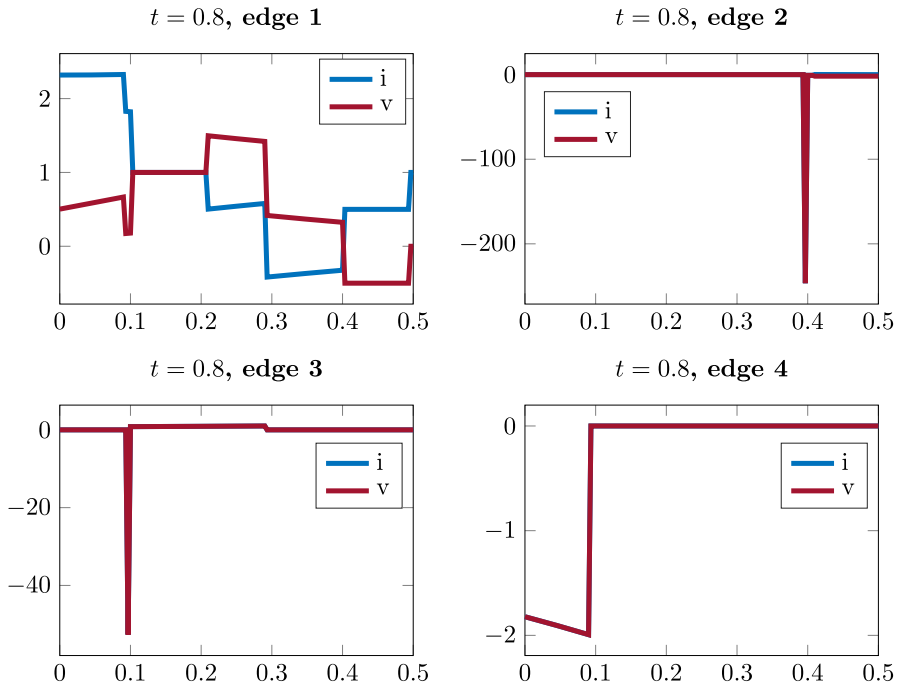 t = 0.8, edge 1
2
1
0
i
v
0 0.1 0.2 0.3 0.4 0.5
t = 0.8, edge 2
0
−100
−200
i
v
0 0.1 0.2 0.3 0.4 0.5
t = 0.8, edge 3
0
−20
−40
i
v
0 0.1 0.2 0.3 0.4 0.5
t = 0.8, edge 4
0
−1
−2
i
v
0 0.1 0.2 0.3 0.4 0.5